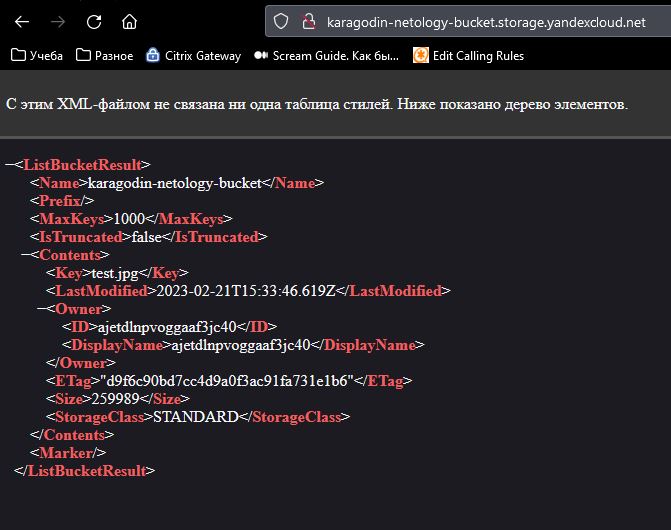 karagodin-netology-bucket.storage.yandexcloud.net
Учеба Разное Citrix Gateway Scream Guide. Как бы... Edit Calling Rules
С этим XML-файлом не связана ни одна таблица стилей. Ниже показано дерево элементов.
−<ListBucketResult>
<Name>karagodin-netology-bucket</Name>
<Prefix/>
<MaxKeys>1000</MaxKeys>
<IsTruncated>false</IsTruncated>
−<Contents>
<Key>test.jpg</Key>
<LastModified>2023-02-21T15:33:46.619Z</LastModified>
−<Owner>
<ID>ajetdlnpvoggaaf3jc40</ID>
<DisplayName>ajetdlnpvoggaaf3jc40</DisplayName>
</Owner>
<ETag>"d9f6c90bd7cc4d9a0f3ac91fa731e1b6"</ETag>
<Size>259989</Size>
<StorageClass>STANDARD</StorageClass>
</Contents>
<Marker/>
</ListBucketResult>